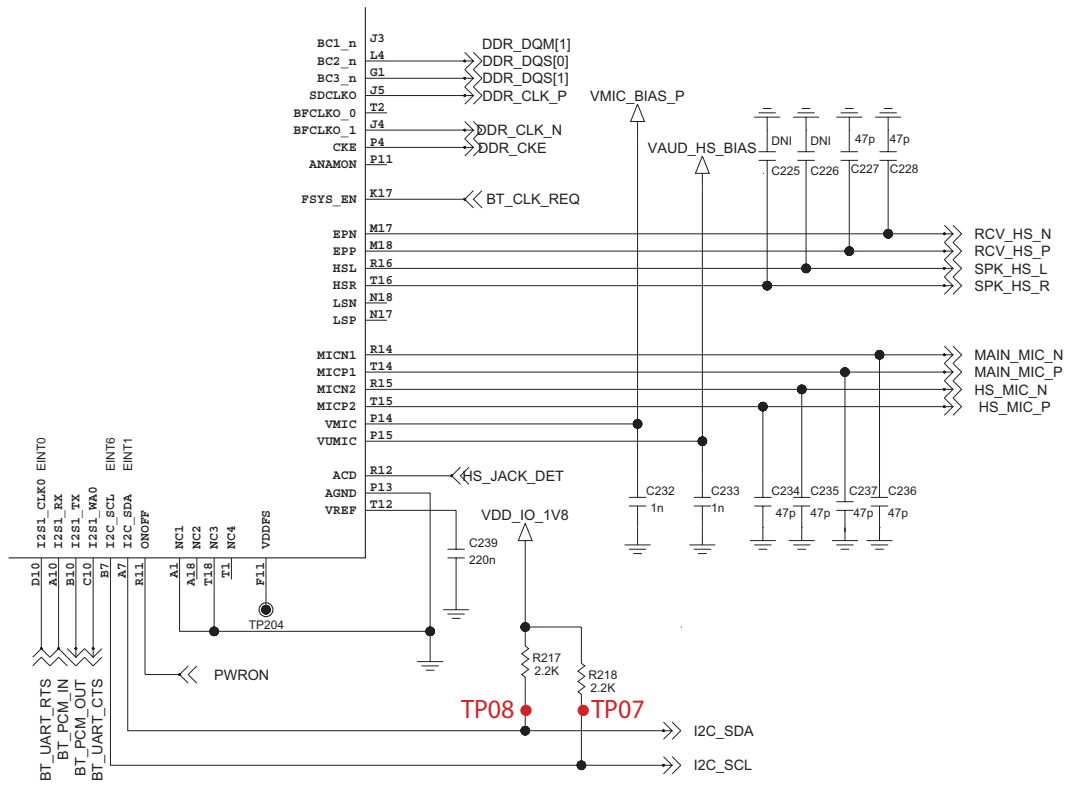 BC1_n J3 DDR_DQM[1]
BC2_n L4 DDR_DQS[0]
BC3_n G1 DDR_DQS[1]
SDCLKO J5 DDR_CLK_P
BFCLKO_0 T2
BFCLKO_1 J4 DDR_CLK_N
CKE P4 DDR_CKE
ANAMON P11
FSYS_EN K17 BT_CLK_REQ
VMIC_BIAS_P
VAUD_HS_BIAS
DNI DNI 47p 47p
C225 C226 C227 C228
EPN M17 RCV_HS_N
EPP M18 RCV_HS_P
HSL R16 SPK_HS_L
HSR T16 SPK_HS_R
LSN N18
LSP N17
MICN1 R14 MAIN_MIC_N
MICP1 T14 MAIN_MIC_P
MICN2 R15 HS_MIC_N
MICP2 T15 HS_MIC_P
VMIC P14
VUMIC P15
ACD R12 HS_JACK_DET
AGND P13
VREF T12
C232 C233 C234 C235 C237 C236
1n 1n 47p 47p 47p 47p
C239
220n
VDD_IO_1V8
EINT0
EINT6
EINT1
I2S1_CLK0
I2S1_RX
I2S1_TX
I2S1_WA0
I2C_SCL
I2C_SDA
ONOFF
NC1
NC2
NC3
NC4
VDDFS
D10
A10
B10
C10
B7
A7
R11
A1
A18
T18
T1
F11
TP204
PWRON
BT_UART_RTS
BT_PCM_IN
BT_PCM_OUT
BT_UART_CTS
R217
2.2K
R218
2.2K
TP08
TP07
I2C_SDA
I2C_SCL